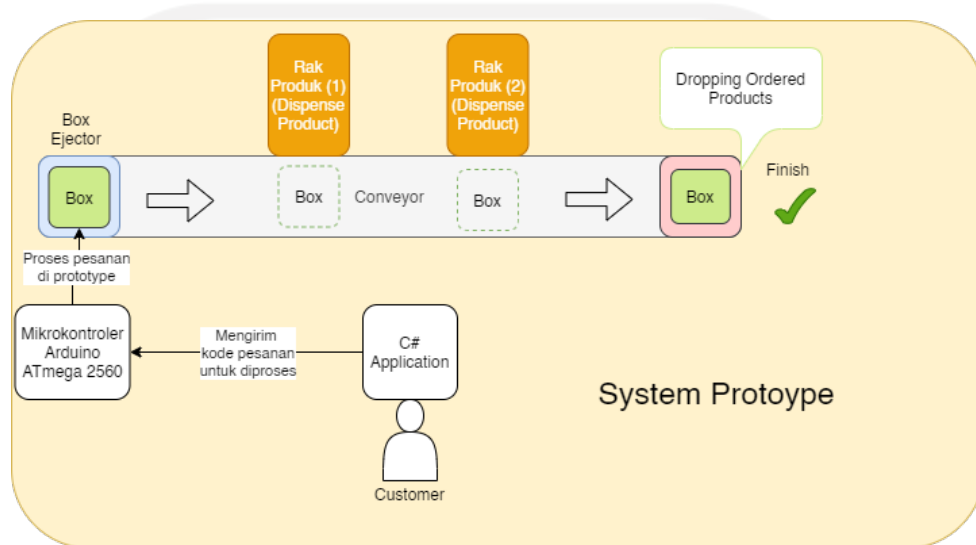 Rak
Produk (1)
(Dispense
Product)
Rak
Produk (2)
(Dispense
Product)
Dropping Ordered
Products
Box
Ejector
Box
Box
Conveyor
Box
Box
Finish
Proses pesanan
di prototype
Mikrokontroler
Arduino
ATmega 2560
Mengirim
kode pesanan
untuk diproses
C#
Application
System Protoype
Customer